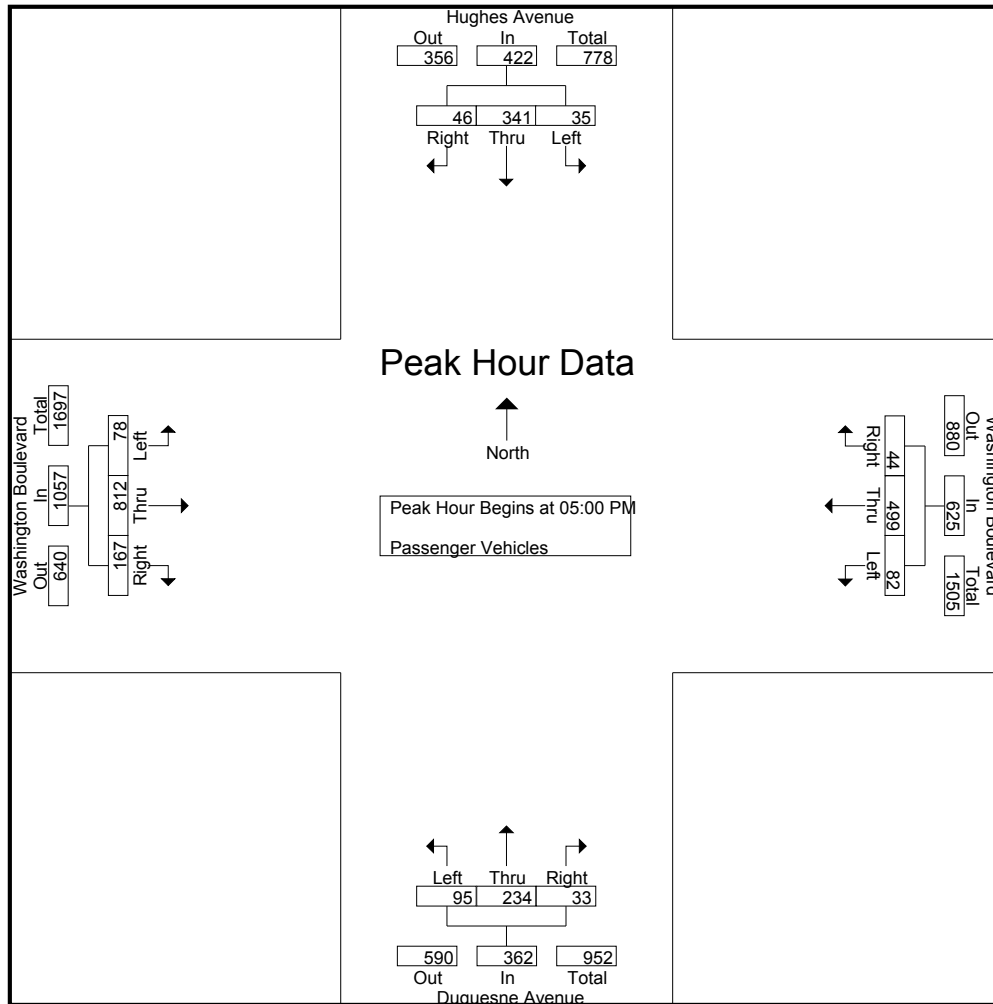 Hughes Avenue
Out In Total
356 422 778
46 341 35
Right Thru Left
Peak Hour Data
North
Peak Hour Begins at 05:00 PM
Passenger Vehicles
Washington Boulevard
Total In Out
1697 1057 640
78 812 167
Left Thru Right
Washington Boulevard
Out In Total
880 625 1505
44 499 82
Right Thru Left
Left Thru Right
95 234 33
590 362 952
Out In Total
Duquesne Avenue